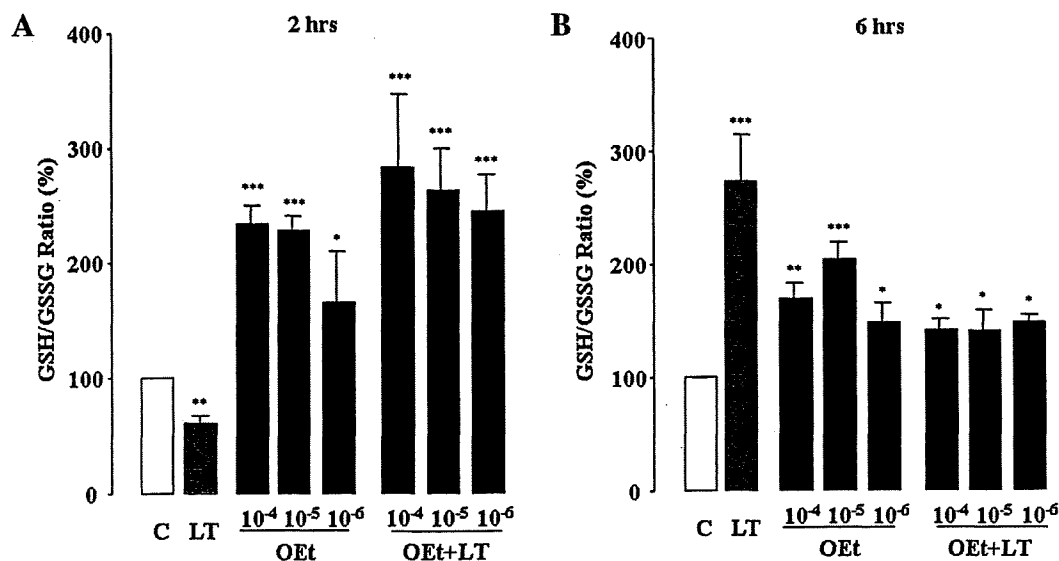 A
2 hrs
GSH/GSSG Ratio (%)
400
300
200
100
0
**
***
***
*
***
***
***
C LT 10-4 10-5 10-6 10-4 10-5 10-6
OEt OEt+LT
B
6 hrs
GSH/GSSG Ratio (%)
400
300
200
100
0
***
**
***
*
*
*
*
C LT 10-4 10-5 10-6 10-4 10-5 10-6
OEt OEt+LT